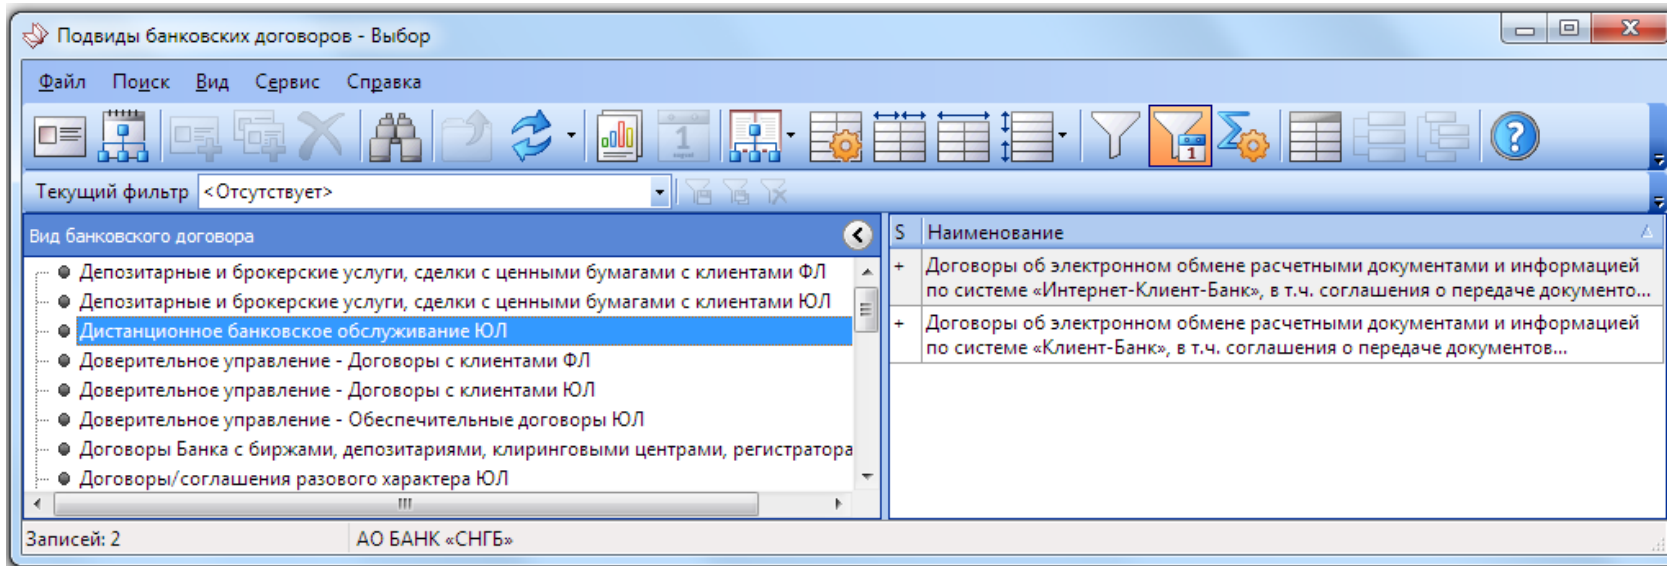 Подвиды банковских договоров - Выбор
Файл Поиск Вид Сервис Справка
1
1
Текущий фильтр <Отсутствует>
Вид банковского договора
Депозитарные и брокерские услуги, сделки с ценными бумагами с клиентами ФЛ
Депозитарные и брокерские услуги, сделки с ценными бумагами с клиентами ЮЛ
Дистанционное банковское обслуживание ЮЛ
Доверительное управление - Договоры с клиентами ФЛ
Доверительное управление - Договоры с клиентами ЮЛ
Доверительное управление - Обеспечительные договоры ЮЛ
Договоры Банка с биржами, депозитариями, клиринговыми центрами, регистратора
Договоры/соглашения разового характера ЮЛ
S Наименование
+ Договоры об электронном обмене расчетными документами и информацией
по системе «Интернет-Клиент-Банк», в т.ч. соглашения о передаче документо...
+ Договоры об электронном обмене расчетными документами и информацией
по системе «Клиент-Банк», в т.ч. соглашения о передаче документов...
Записей: 2 АО БАНК «СНГБ»